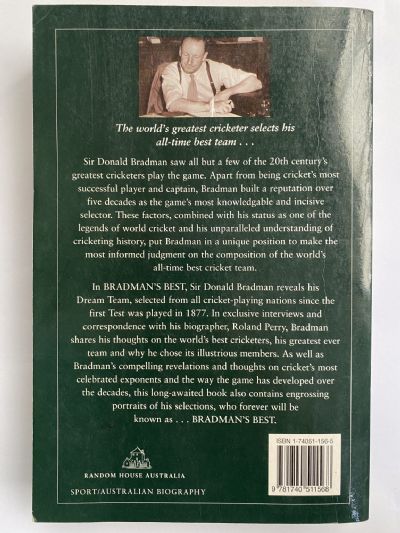 The world's greatest cricketer selects his
all-time best team . . .
Sir Donald Bradman saw all but a few of the 20th century's
greatest cricketers play the game. Apart from being cricket's most
successful player and captain, Bradman built a reputation over
five decades as the game's most knowledgable and incisive
selector. These factors, combined with his status as one of the
legends of world cricket and his unparalleled understanding of
cricketing history, put Bradman in a unique position to make the
most informed judgment on the composition of the world's
all-time best cricket team.
In BRADMAN'S BEST, Sir Donald Bradman reveals his
Dream Team, selected from all cricket-playing nations since the
first Test was played in 1877. In exclusive interviews and
correspondence with his biographer, Roland Perry, Bradman
shares his thoughts on the world's best cricketers, his greatest ever
team and why he chose its illustrious members. As well as
Bradman's compelling revelations and thoughts on cricket's most
celebrated exponents and the way the game has developed over
the decades, this long-awaited book also contains engrossing
portraits of his selections, who forever will be
known as . . . BRADMAN'S BEST.
ISBN 1-74051-156-5
9 781740 511568
RANDOM HOUSE AUSTRALIA
SPORT/AUSTRALIAN BIOGRAPHY